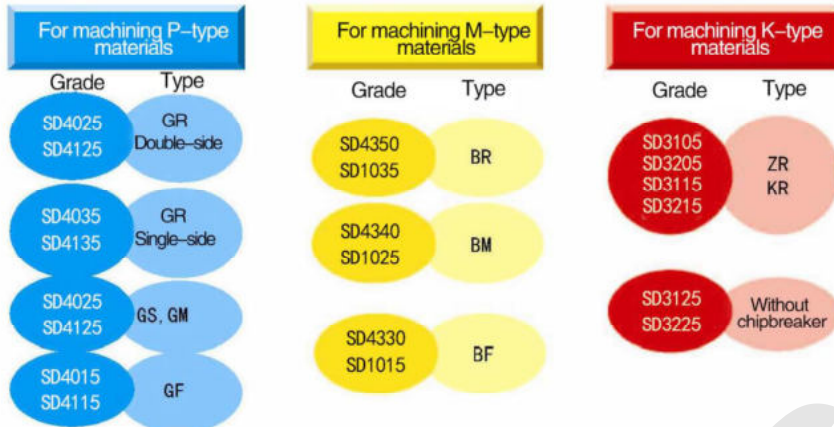 For machining P-type
materials
Grade Type
SD4025
SD4125
GR
Double-side
SD4035
SD4135
GR
Single-side
SD4025
SD4125
GS, GM
SD4015
SD4115
GF
For machining M-type
materials
Grade Type
SD4350
SD1035
BR
SD4340
SD1025
BM
SD4330
SD1015
BF
For machining K-type
materials
Grade Type
SD3105
SD3205
SD3115
SD3215
ZR
KR
SD3125
SD3225
Without
chipbreaker